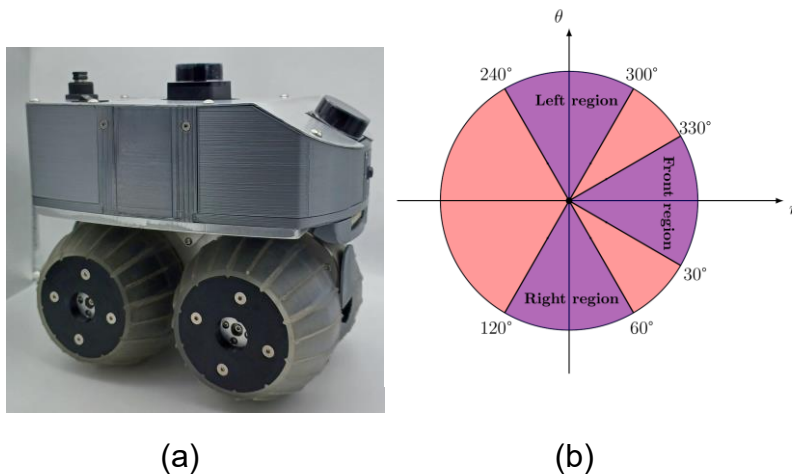 θ
240°
300°
Left region
330°
Front region
r
30°
Right region
120°
60°
(a)
(b)